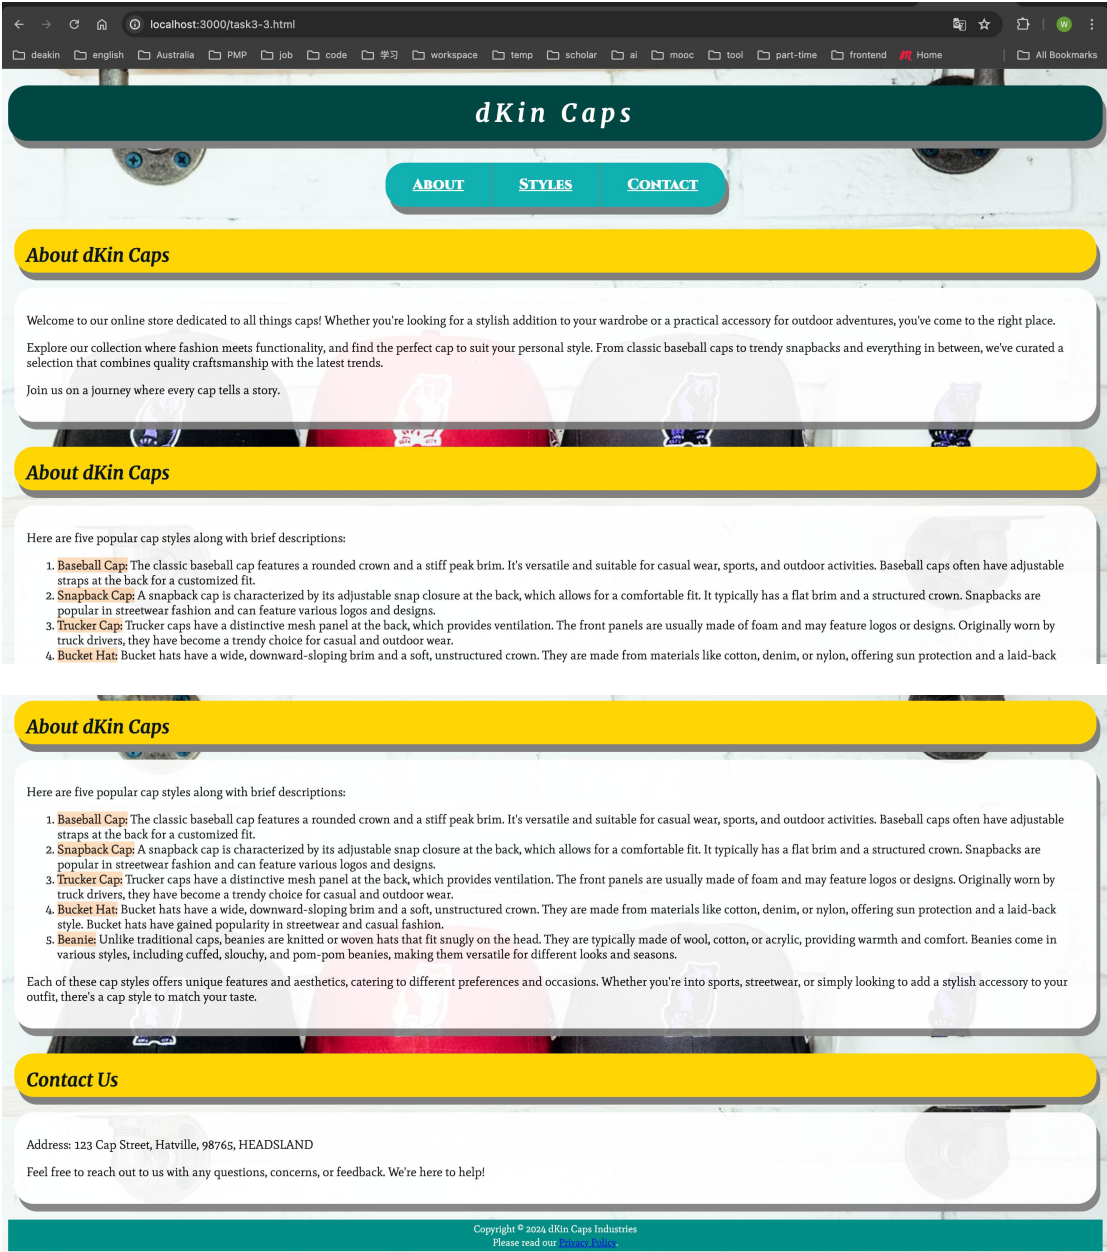 localhost:3000/task3-3.html
W
deakin english Australia PMP job code 学习 workspace temp scholar ai mooc tool part-time frontend Home All Bookmarks
dKin Caps
About Styles Contact
About dKin Caps
Welcome to our online store dedicated to all things caps! Whether you're looking for a stylish addition to your wardrobe or a practical accessory for outdoor adventures, you've come to the right place.
Explore our collection where fashion meets functionality, and find the perfect cap to suit your personal style. From classic baseball caps to trendy snapbacks and everything in between, we've curated a
selection that combines quality craftsmanship with the latest trends.
Join us on a journey where every cap tells a story.
About dKin Caps
Here are five popular cap styles along with brief descriptions:
1. Baseball Cap: The classic baseball cap features a rounded crown and a stiff peak brim. It's versatile and suitable for casual wear, sports, and outdoor activities. Baseball caps often have adjustable
straps at the back for a customized fit.
2. Snapback Cap: A snapback cap is characterized by its adjustable snap closure at the back, which allows for a comfortable fit. It typically has a flat brim and a structured crown. Snapbacks are
popular in streetwear fashion and can feature various logos and designs.
3. Trucker Cap: Trucker caps have a distinctive mesh panel at the back, which provides ventilation. The front panels are usually made of foam and may feature logos or designs. Originally worn by
truck drivers, they have become a trendy choice for casual and outdoor wear.
4. Bucket Hat: Bucket hats have a wide, downward-sloping brim and a soft, unstructured crown. They are made from materials like cotton, denim, or nylon, offering sun protection and a laid-back
About dKin Caps
Here are five popular cap styles along with brief descriptions:
1. Baseball Cap: The classic baseball cap features a rounded crown and a stiff peak brim. It's versatile and suitable for casual wear, sports, and outdoor activities. Baseball caps often have adjustable
straps at the back for a customized fit.
2. Snapback Cap: A snapback cap is characterized by its adjustable snap closure at the back, which allows for a comfortable fit. It typically has a flat brim and a structured crown. Snapbacks are
popular in streetwear fashion and can feature various logos and designs.
3. Trucker Cap: Trucker caps have a distinctive mesh panel at the back, which provides ventilation. The front panels are usually made of foam and may feature logos or designs. Originally worn by
truck drivers, they have become a trendy choice for casual and outdoor wear.
4. Bucket Hat: Bucket hats have a wide, downward-sloping brim and a soft, unstructured crown. They are made from materials like cotton, denim, or nylon, offering sun protection and a laid-back
style. Bucket hats have gained popularity in streetwear and casual fashion.
5. Beanie: Unlike traditional caps, beanies are knitted or woven hats that fit snugly on the head. They are typically made of wool, cotton, or acrylic, providing warmth and comfort. Beanies come in
various styles, including cuffed, slouchy, and pom-pom beanies, making them versatile for different looks and seasons.
Each of these cap styles offers unique features and aesthetics, catering to different preferences and occasions. Whether you're into sports, streetwear, or simply looking to add a stylish accessory to your
outfit, there's a cap style to match your taste.
Contact Us
Address: 123 Cap Street, Hatville, 98765, HEADSLAND
Feel free to reach out to us with any questions, concerns, or feedback. We're here to help!
Copyright © 2024 dKin Caps Industries
Please read our Privacy Policy.